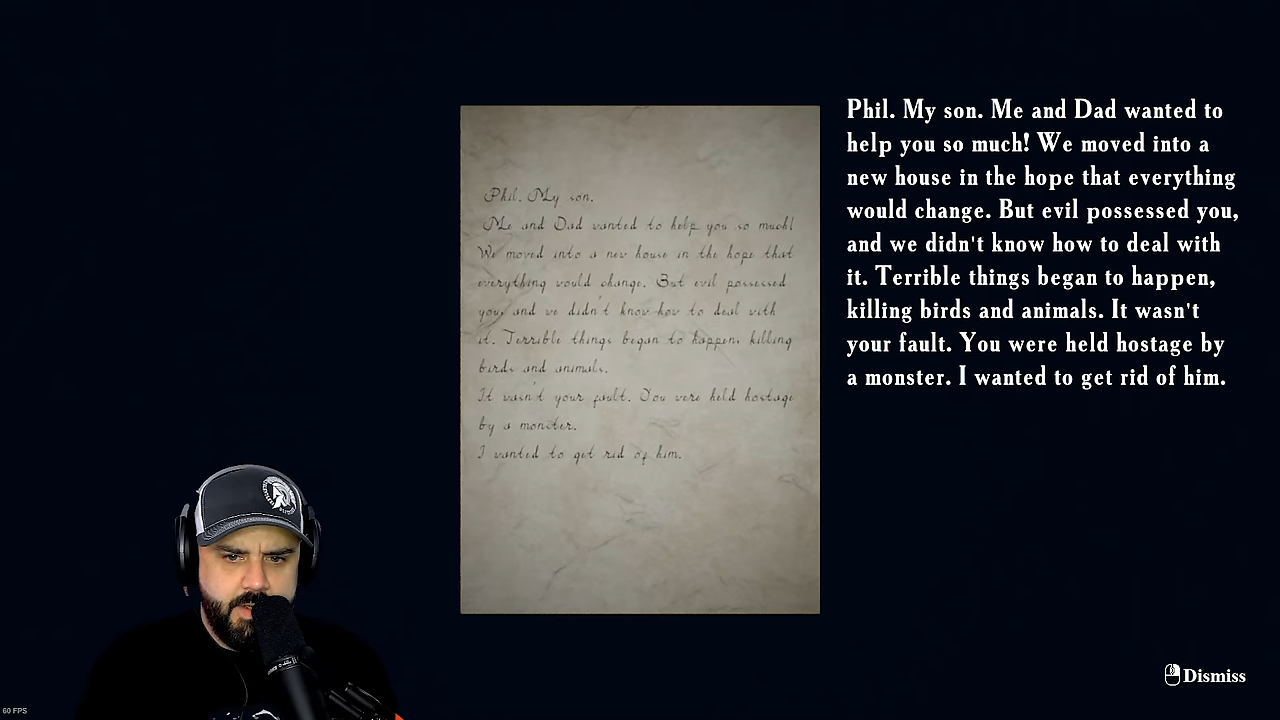 Phil. My son.
Me and Dad wanted to help you so much!
We moved into a new house in the hope that
everything would change. But evil possessed
you, and we didn't know how to deal with
it. Terrible things began to happen, killing
birds and animals.
It wasn't your fault. You were held hostage
by a monster.
I wanted to get rid of him.
Phil. My son. Me and Dad wanted to
help you so much! We moved into a
new house in the hope that everything
would change. But evil possessed you,
and we didn't know how to deal with
it. Terrible things began to happen,
killing birds and animals. It wasn't
your fault. You were held hostage by
a monster. I wanted to get rid of him.
Dismiss
60 FPS